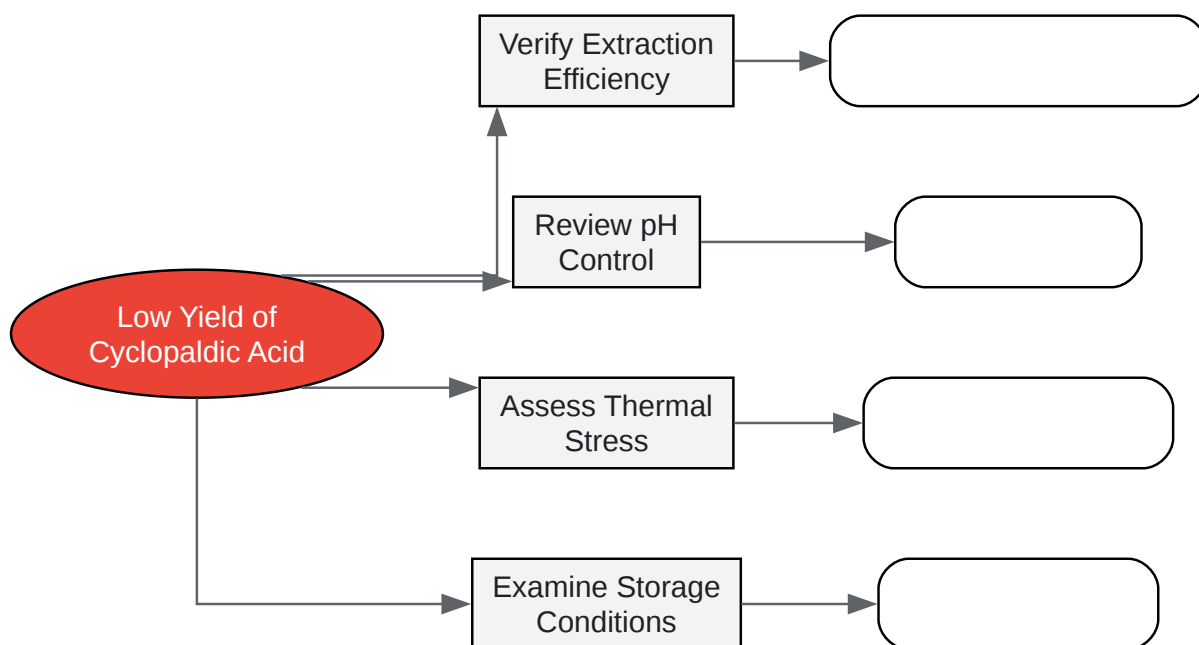 Verify Extraction
Efficiency
Review pH
Control
Low Yield of
Cyclopaldic Acid
Assess Thermal
Stress
Examine Storage
Conditions